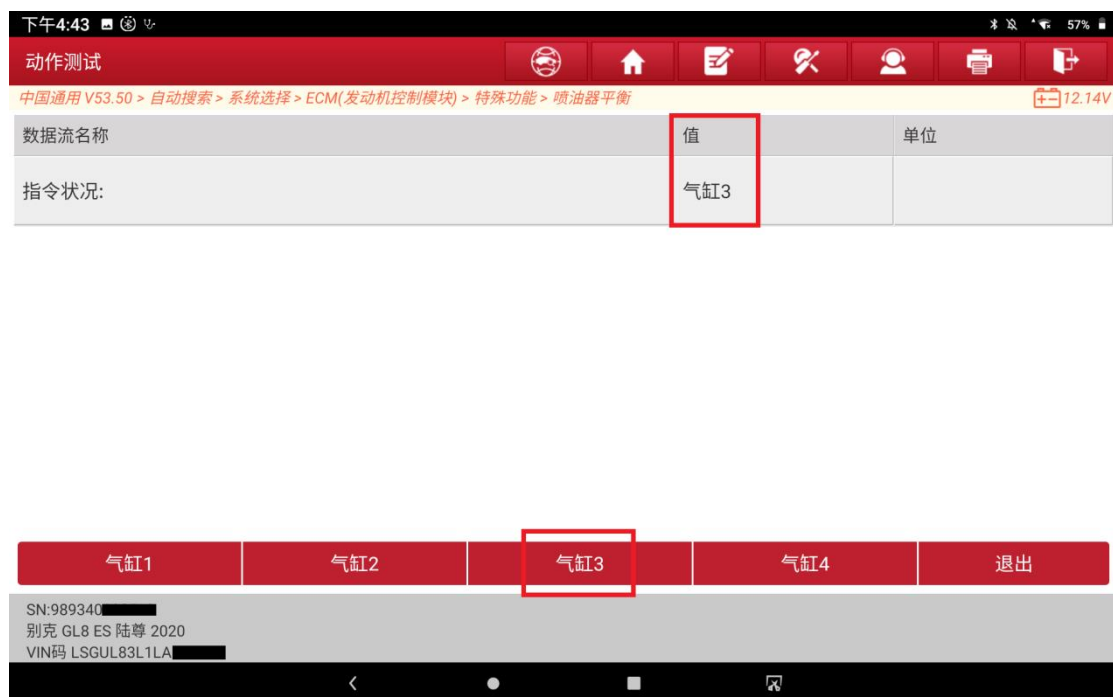 下午4:43 57%
动作测试
中国通用 V53.50 > 自动搜索 > 系统选择 > ECM(发动机控制模块) > 特殊功能 > 喷油器平衡 12.14V
数据流名称 值 单位
指令状况: 气缸3
气缸1 气缸2 气缸3 气缸4 退出
SN:989340
别克 GL8 ES 陆尊 2020
VIN码 LSGUL83L1LA